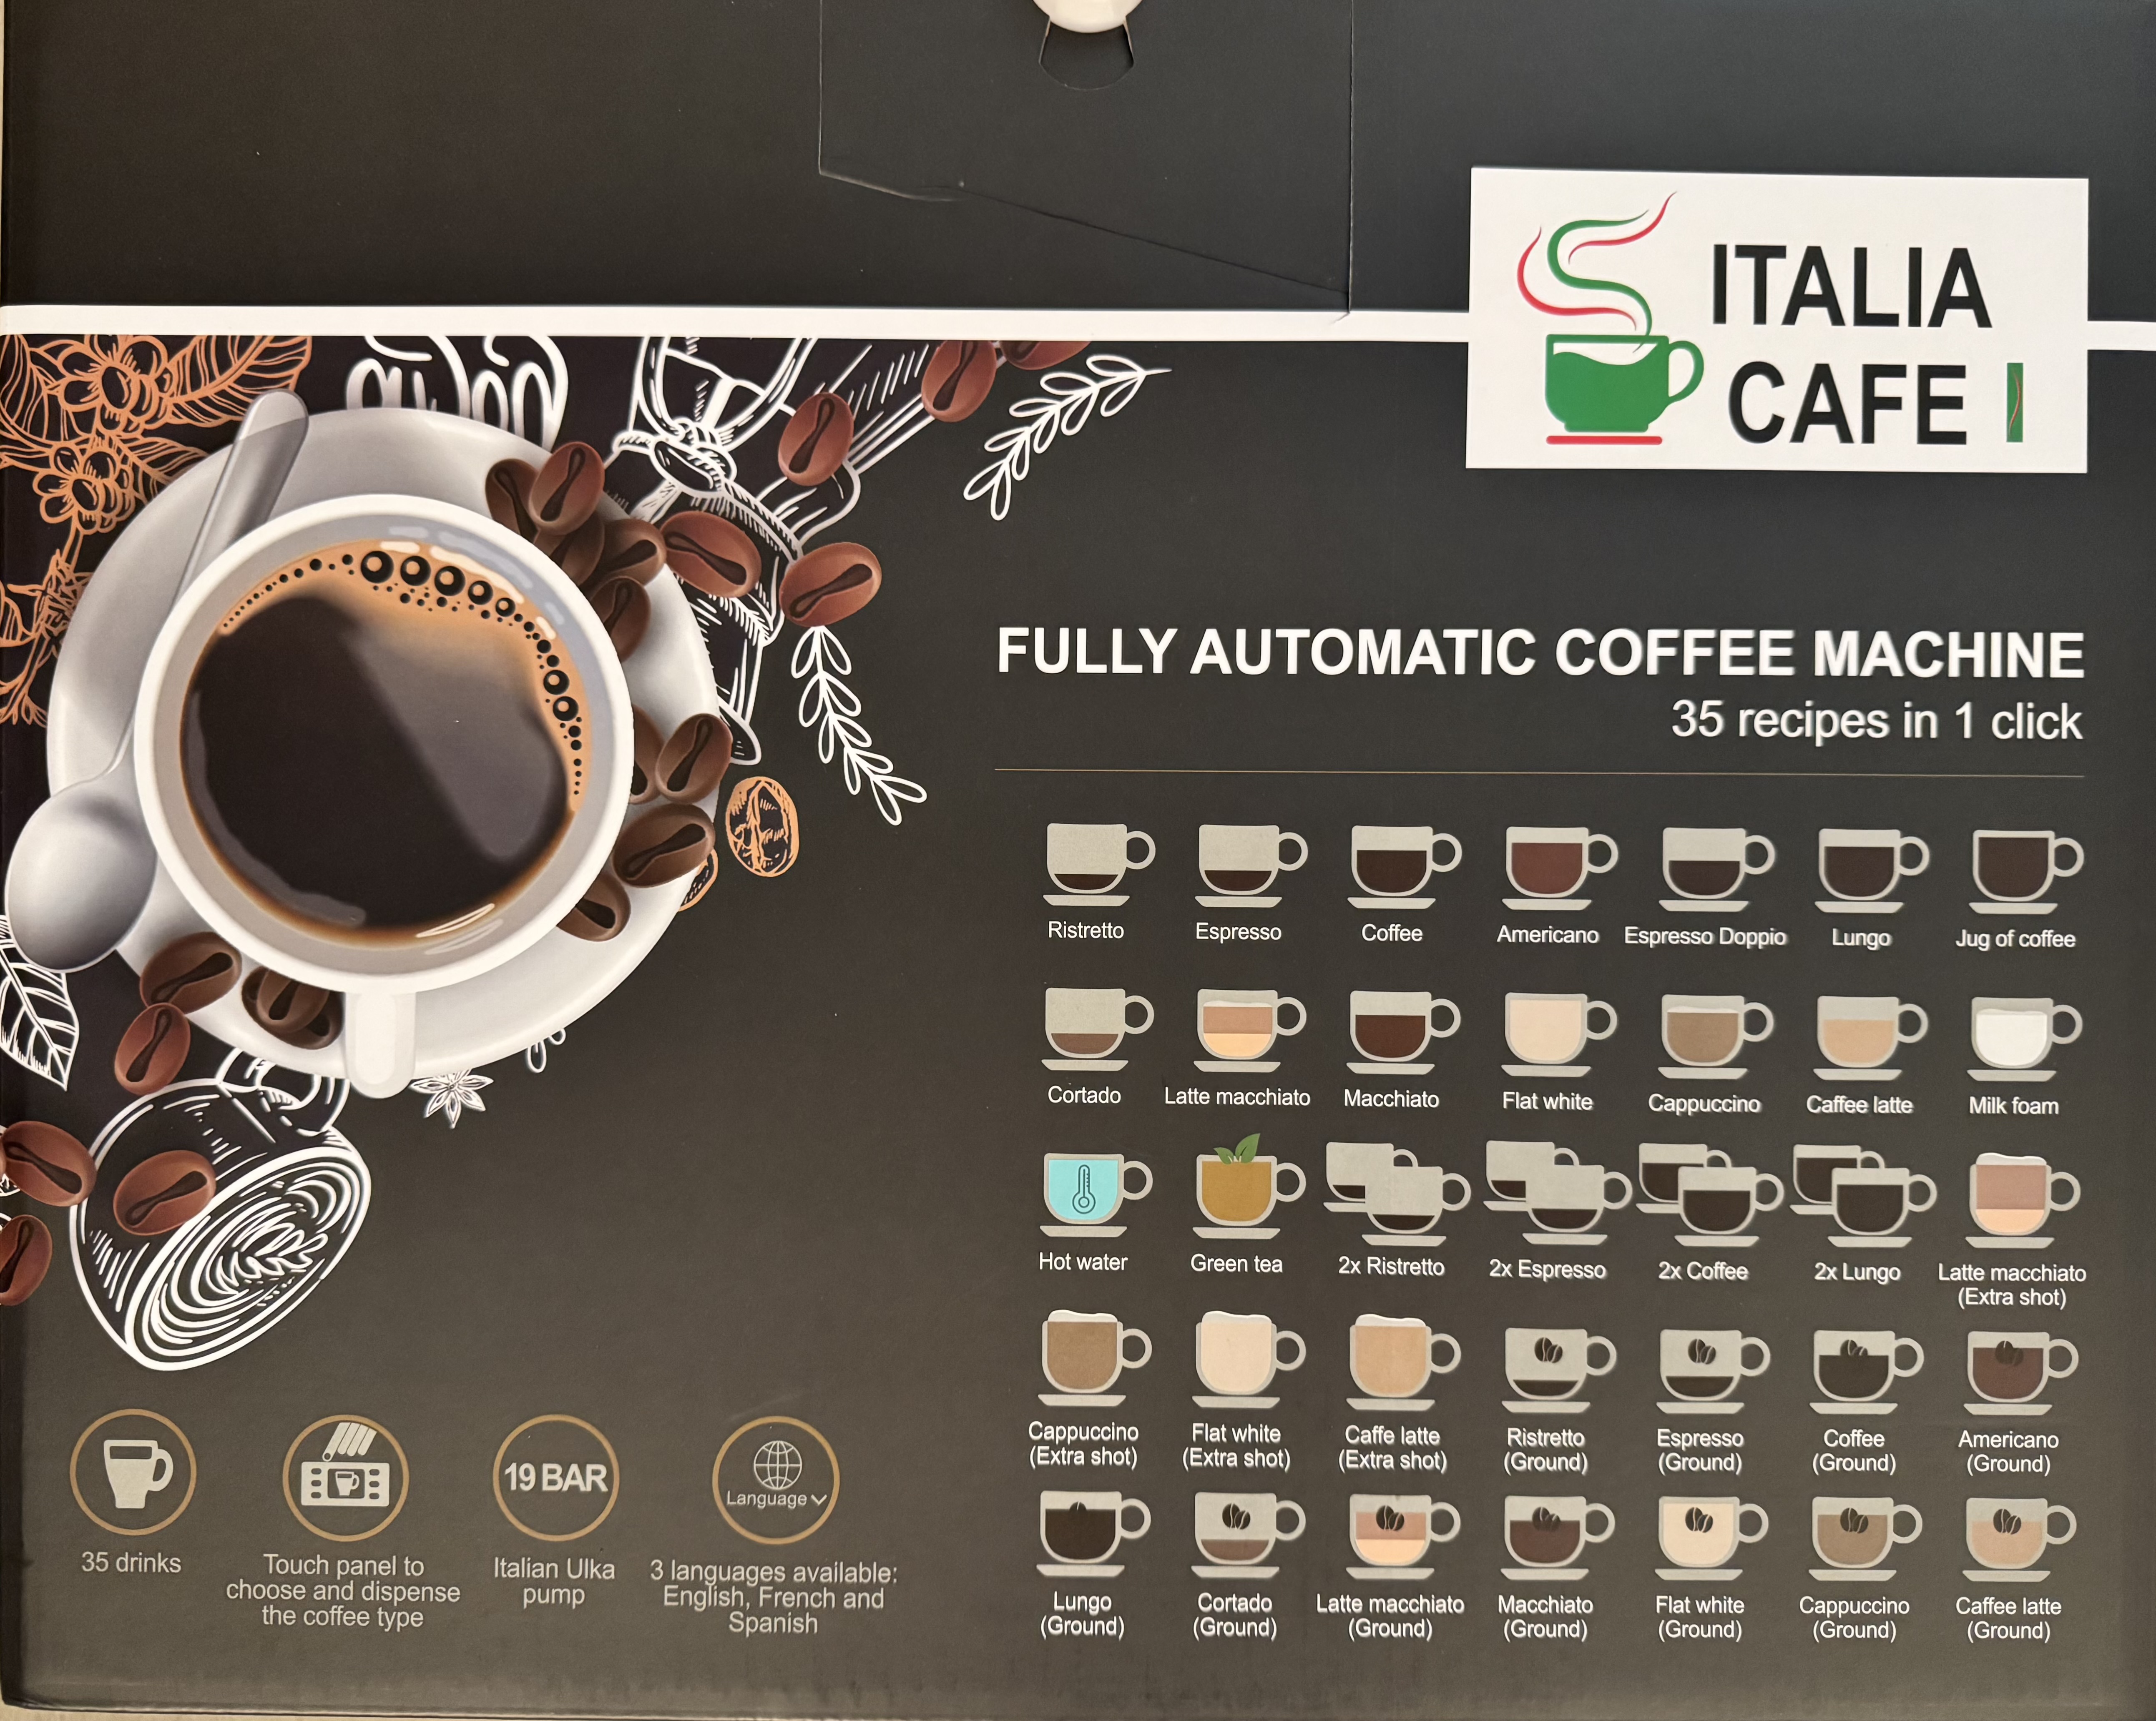 ITALIA
CAFE I
FULLY AUTOMATIC COFFEE MACHINE
35 recipes in 1 click
Ristretto
Espresso
Coffee
Americano
Espresso Doppio
Lungo
Jug of coffee
Cortado
Latte macchiato
Macchiato
Flat white
Cappuccino
Caffee latte
Milk foam
Hot water
Green tea
2x Ristretto
2x Espresso
2x Coffee
2x Lungo
Latte macchiato
(Extra shot)
Cappuccino
(Extra shot)
Flat white
(Extra shot)
Caffe latte
(Extra shot)
Ristretto
(Ground)
Espresso
(Ground)
Coffee
(Ground)
Americano
(Ground)
Lungo
(Ground)
Cortado
(Ground)
Latte macchiato
(Ground)
Macchiato
(Ground)
Flat white
(Ground)
Cappuccino
(Ground)
Caffee latte
(Ground)
35 drinks
Touch panel to
choose and dispense
the coffee type
19 BAR
Italian Ulka
pump
Language
3 languages available:
English, French and
Spanish